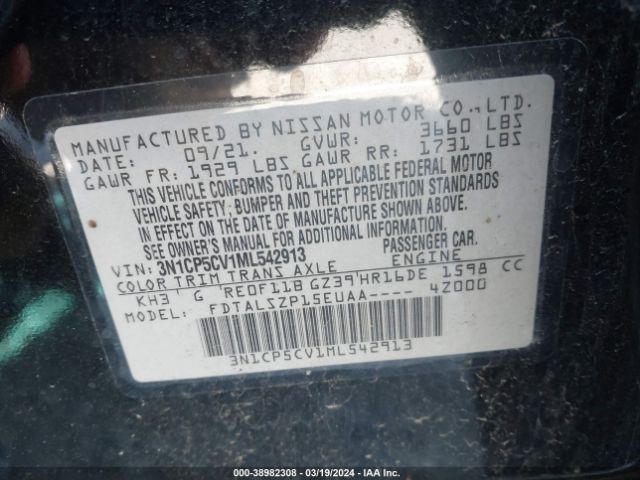 MANUFACTURED BY NISSAN MOTOR CO.,LTD.
DATE: 09/21. GVWR: 3660 LBS
GAWR FR: 1929 LBS GAWR RR: 1731 LBS
THIS VEHICLE CONFORMS TO ALL APPLICABLE FEDERAL MOTOR
VEHICLE SAFETY, BUMPER AND THEFT PREVENTION STANDARDS
IN EFFECT ON THE DATE OF MANUFACTURE SHOWN ABOVE.
SEE OWNER'S MANUAL FOR ADDITIONAL INFORMATION
VIN: 3N1CP5CV1ML542913 PASSENGER CAR.
COLOR TRIM TRANS AXLE ENGINE
KH3 G RE0F11B GZ39 HR16DE 1598 CC
FDTALSZP15EUAA---- 4Z000
3N1CP5CV1ML542913
000-38982308 - 03/19/2024 - IAA Inc.